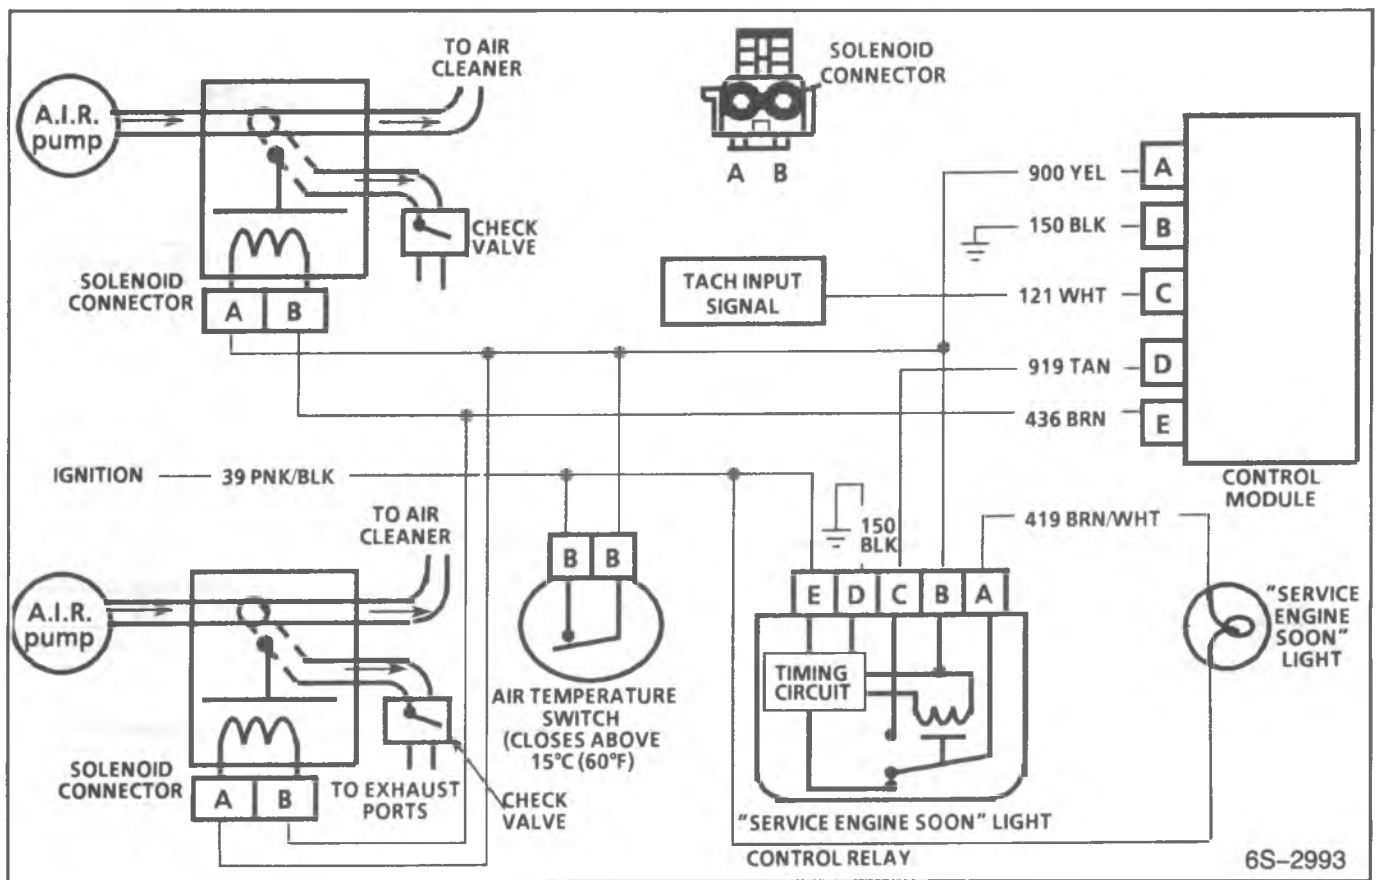 TO AIR
CLEANER
A.I.R.
pump
SOLENOID
CONNECTOR
A B
CHECK
VALVE
SOLENOID
CONNECTOR
A B
TACH INPUT
SIGNAL
900 YEL
A
150 BLK
B
121 WHT
C
919 TAN
D
436 BRN
E
CONTROL
MODULE
IGNITION
39 PNK/BLK
TO AIR
CLEANER
A.I.R.
pump
B B
AIR TEMPERATURE
SWITCH
(CLOSES ABOVE
15°C (60°F)
150
BLK
419 BRN/WHT
E D C B A
TIMING
CIRCUIT
"SERVICE
ENGINE
SOON"
LIGHT
SOLENOID
CONNECTOR
A B
TO EXHAUST
PORTS
CHECK
VALVE
"SERVICE ENGINE SOON" LIGHT
CONTROL RELAY
6S-2993